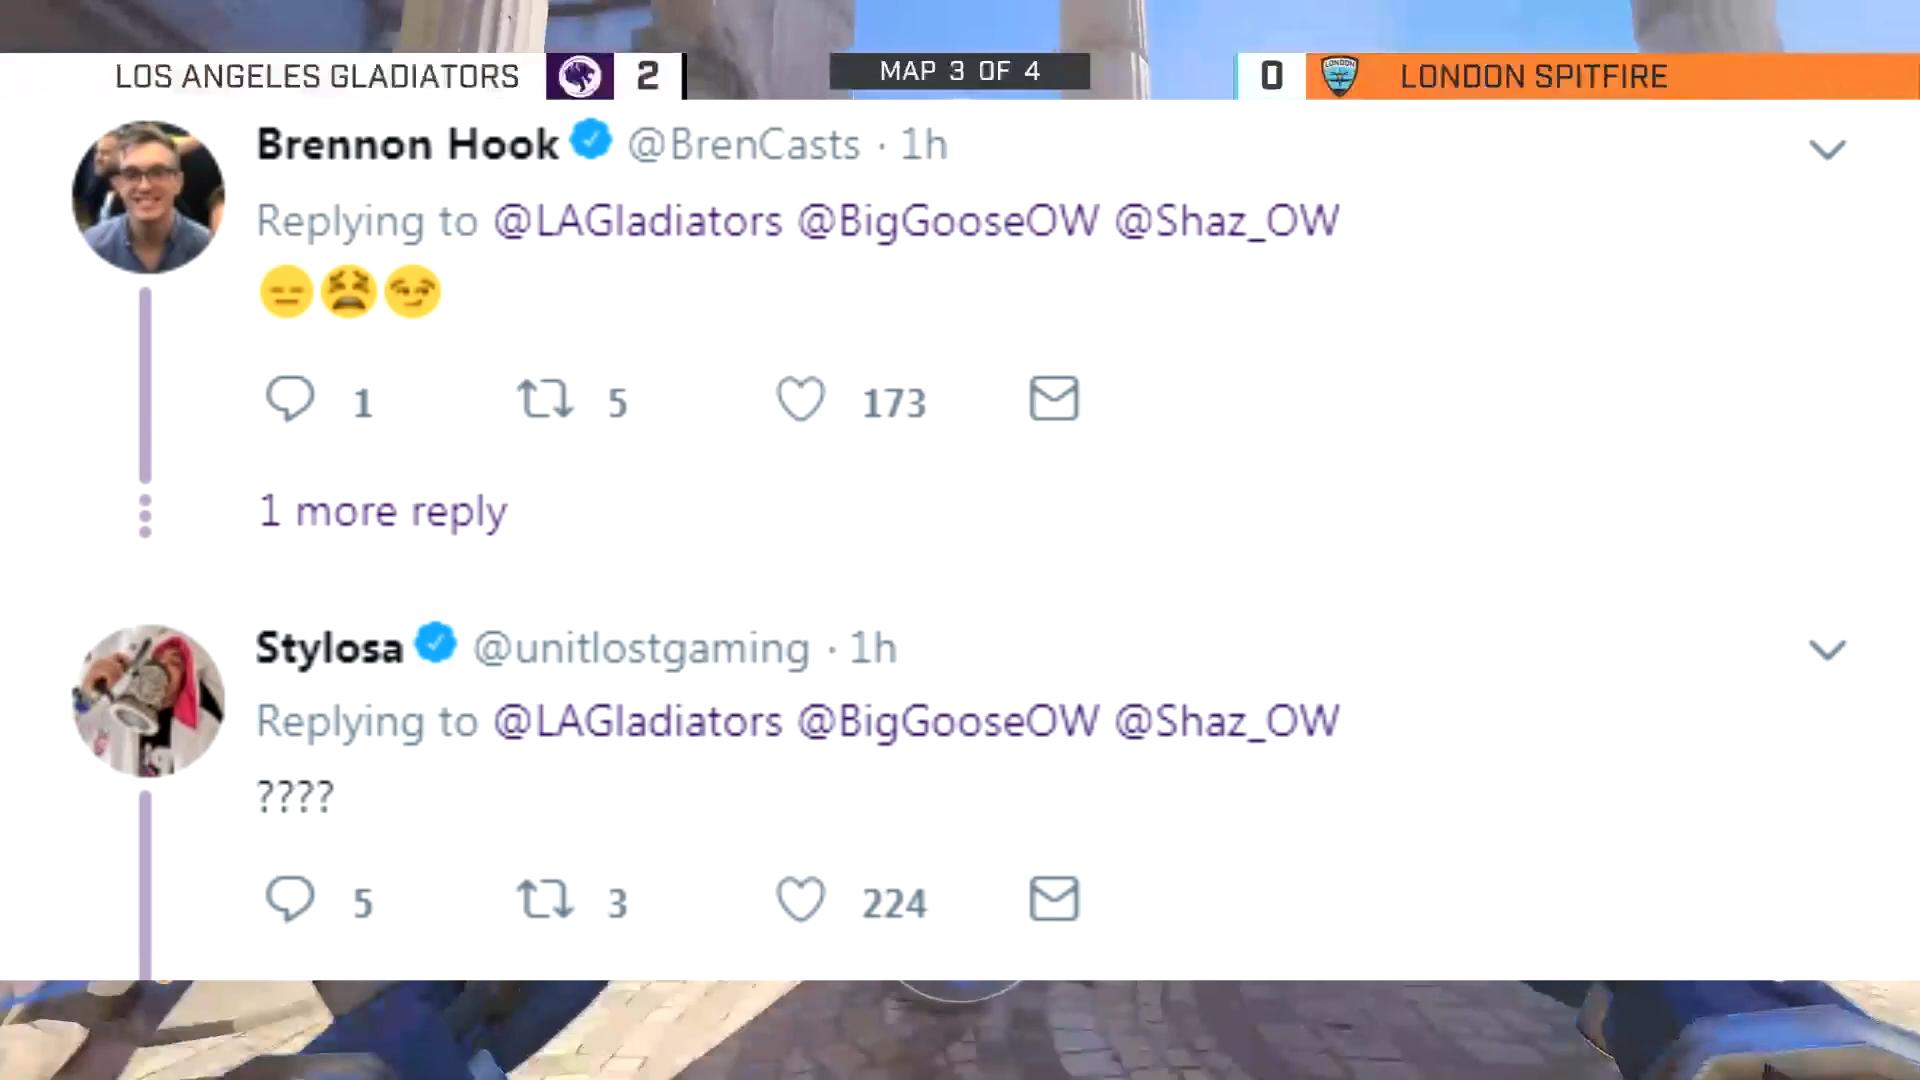 LOS ANGELES GLADIATORS 2 MAP 3 OF 4 0 LONDON SPITFIRE
Brennon Hook @BrenCasts · 1h
Replying to @LAGladiators @BigGooseOW @Shaz_OW
😑😫😏
1 5 173
1 more reply
Stylosa @unitlostgaming · 1h
Replying to @LAGladiators @BigGooseOW @Shaz_OW
????
5 3 224